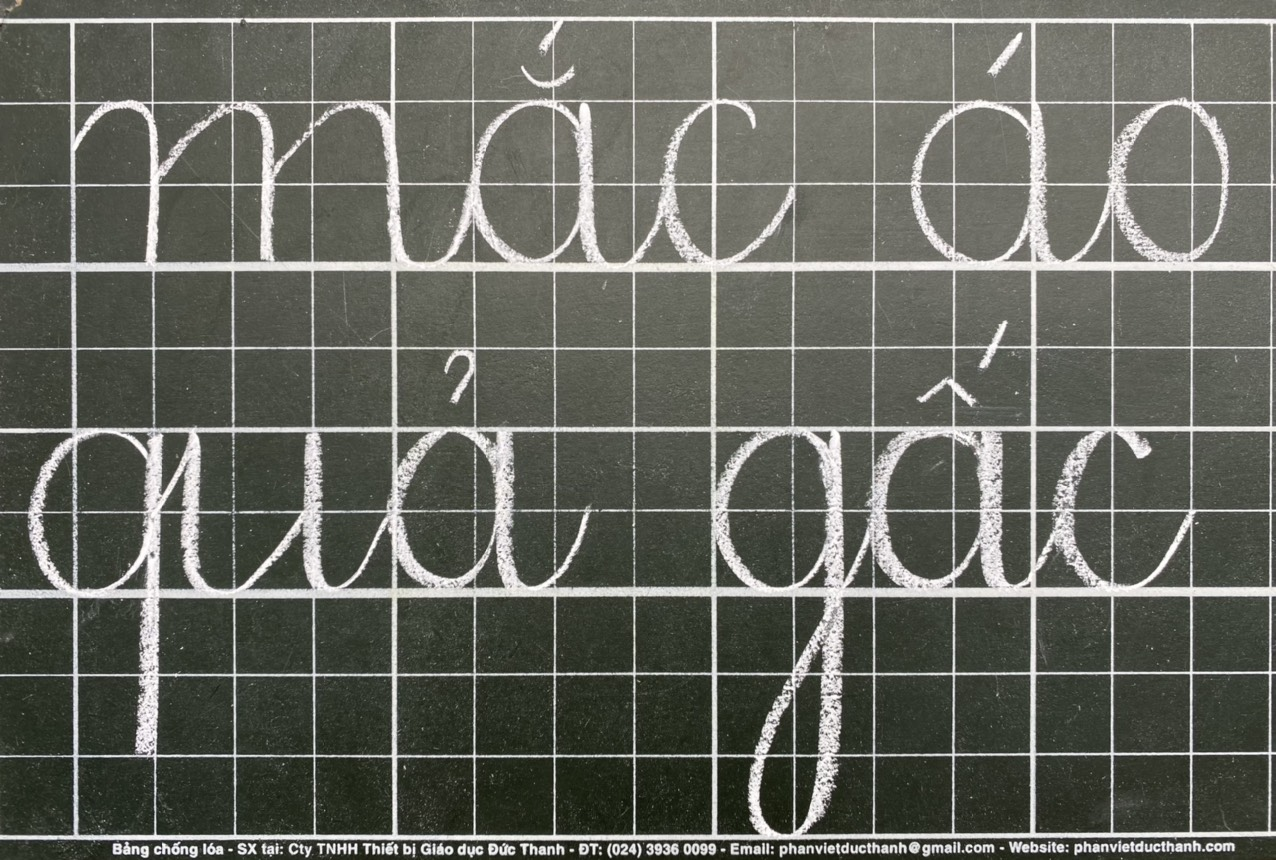 mắc áo
quả gấc
Bảng chống lóa - SX tại: Cty TNHH Thiết bị Giáo dục Đức Thanh - ĐT: (024) 3936 0099 - Email: phanvietducthanh@gmail.com - Website: phanvietducthanh.com